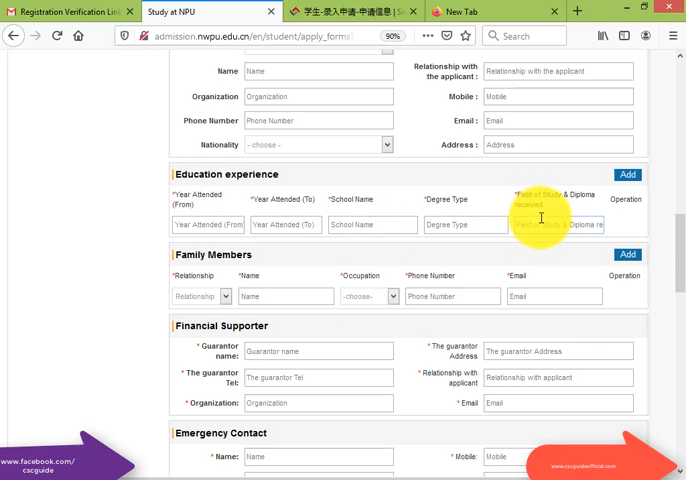 Registration Verification Link
Study at NPU
学生-录入申请-申请信息 | S
New Tab
admission.nwpu.edu.cn/en/student/apply_forms?
90%
Search
Name
Name
Relationship with
the applicant
Relationship with the applicant
Organization
Organization
Mobile :
Mobile
Phone Number
Phone Number
Email :
Email
Nationality
- choose -
Address :
Address
Education experience
Add
*Year Attended
(From)
*Year Attended (To)
*School Name
*Degree Type
*Field of Study & Diploma
received
Operation
Year Attended (From)
Year Attended (To)
School Name
Degree Type
Field of Study & Diploma re
Family Members
Add
*Relationship
*Name
*Occupation
*Phone Number
*Email
Operation
Relationship
Name
-choose-
Phone Number
Email
Financial Supporter
* Guarantor
name:
Guarantor name
* The guarantor
Address
The guarantor Address
* The guarantor
Tel:
The guarantor Tel
* Relationship with
applicant
Relationship with applicant
* Organization:
Organization
* Email
Email
Emergency Contact
* Name:
Name
* Mobile:
Mobile
www.facebook.com/
cscguide
www.cscguideofficial.com